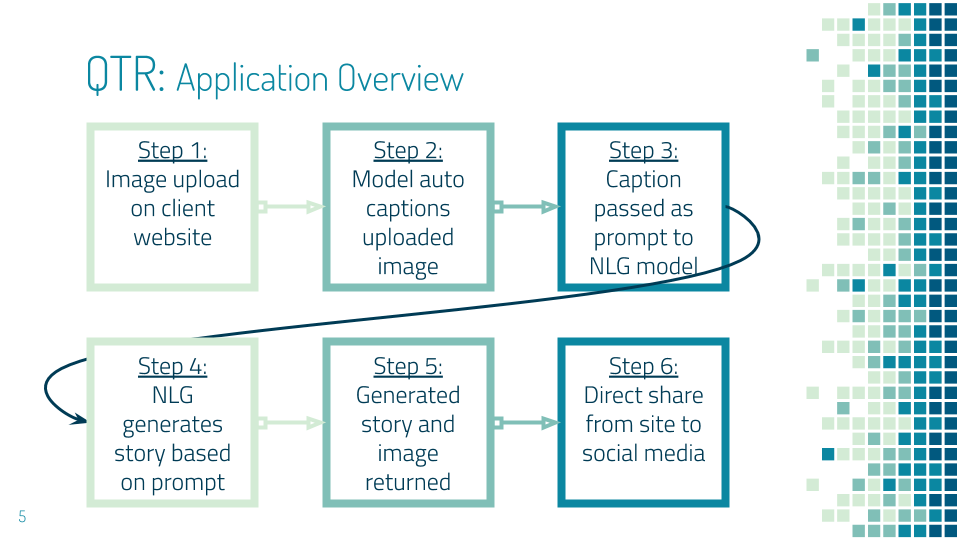 QTR: Application Overview
Step 1:
Image upload
on client
website
Step 2:
Model auto
captions
uploaded
image
Step 3:
Caption
passed as
prompt to
NLG model
Step 4:
NLG
generates
story based
on prompt
Step 5:
Generated
story and
image
returned
Step 6:
Direct share
from site to
social media
5